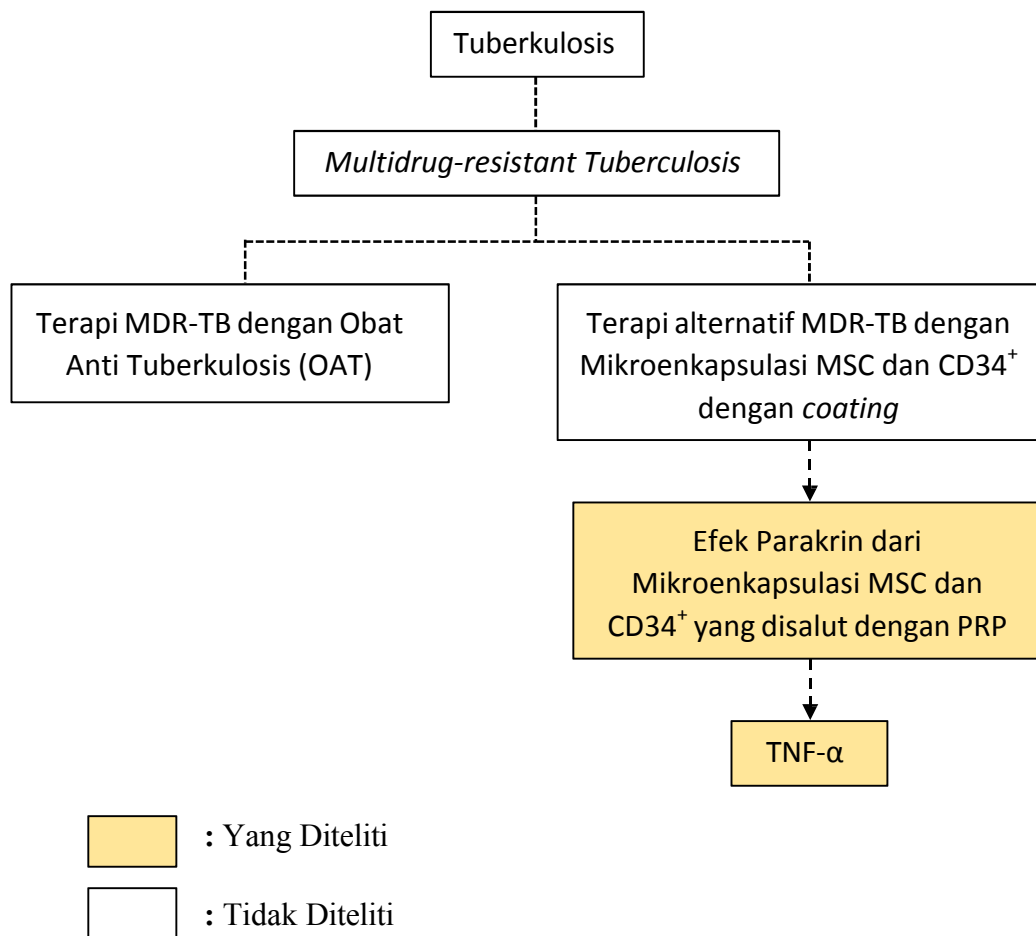 Tuberkulosis
Multidrug-resistant Tuberculosis
Terapi MDR-TB dengan Obat
Anti Tuberkulosis (OAT)
Terapi alternatif MDR-TB dengan
Mikroenkapsulasi MSC dan CD34⁺
dengan coating
Efek Parakrin dari
Mikroenkapsulasi MSC dan
CD34⁺ yang disalut dengan PRP
TNF-α
: Yang Diteliti
: Tidak Diteliti